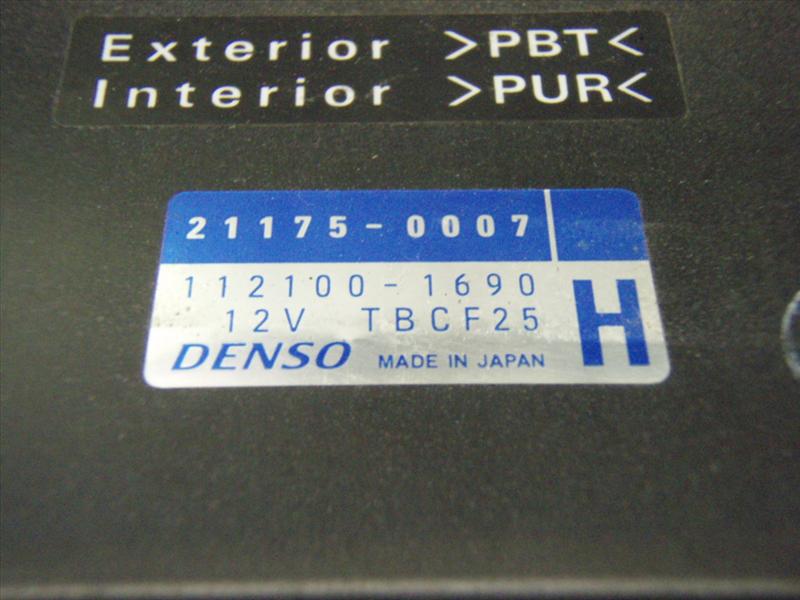 Exterior >PBT<
Interior >PUR<
21175-0007
112100-1690
12V TBCF25
H
DENSO MADE IN JAPAN